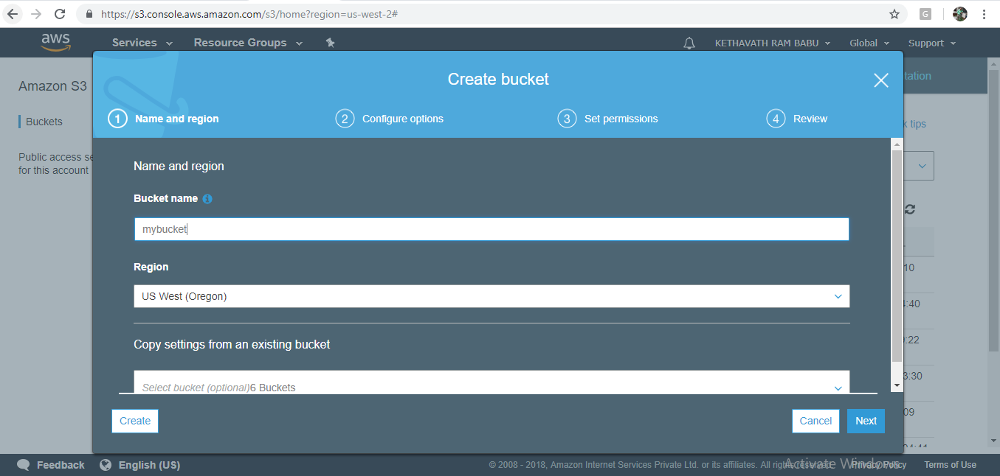 https://s3.console.aws.amazon.com/s3/home?region=us-west-2#
G
aws Services Resource Groups KETHAVATH RAM BABU Global Support
Amazon S3
Buckets
Public access se
for this account
tation
k tips
Create bucket
1 Name and region 2 Configure options 3 Set permissions 4 Review
Name and region
Bucket name
mybucket
Region
US West (Oregon)
Copy settings from an existing bucket
Select bucket (optional)6 Buckets
Create Cancel Next
:10
:40
:22
3:30
:09
Feedback English (US) © 2008 - 2018, Amazon Internet Services Private Ltd. or its affiliates. All rights reserved. Privacy Policy Terms of Use
Activate Windows